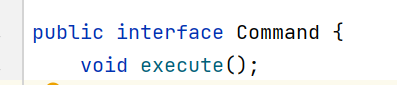 public interface Command {
    void execute();